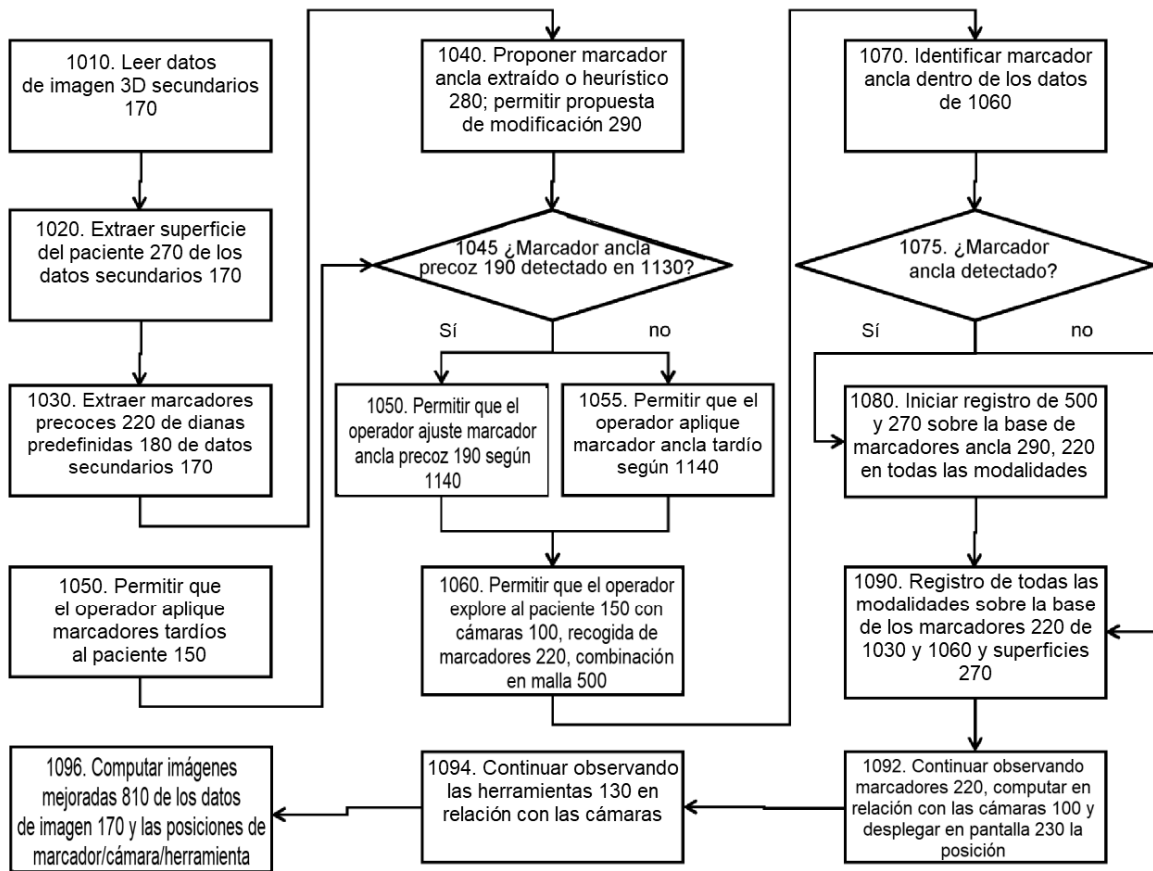 1010. Leer datos
de imagen 3D secundarios
170
1020. Extraer superficie
del paciente 270 de los
datos secundarios 170
1030. Extraer marcadores
precoces 220 de dianas
predefinidas 180 de datos
secundarios 170
1050. Permitir que
el operador aplique
marcadores tardíos
al paciente 150
1040. Proponer marcador
ancla extraído o heurístico
280; permitir propuesta
de modificación 290
1045 ¿Marcador ancla
precoz 190 detectado en 1130?
Sí
no
1050. Permitir que el
operador ajuste marcador
ancla precoz 190 según
1140
1055. Permitir que el
operador aplique
marcador ancla tardío
según 1140
1060. Permitir que el operador
explore al paciente 150 con
cámaras 100, recogida de
marcadores 220, combinación
en malla 500
1070. Identificar marcador
ancla dentro de los datos
de 1060
1075. ¿Marcador
ancla detectado?
Sí
no
1080. Iniciar registro de 500
y 270 sobre la base de
marcadores ancla 290, 220
en todas las modalidades
1090. Registro de todas las
modalidades sobre la base
de los marcadores 220 de
1030 y 1060 y superficies
270
1092. Continuar observando
marcadores 220, computar en
relación con las cámaras 100 y
desplegar en pantalla 230 la
posición
1094. Continuar observando
las herramientas 130 en
relación con las cámaras
1096. Computar imágenes
mejoradas 810 de los datos
de imagen 170 y las posiciones de
marcador/cámara/herramienta